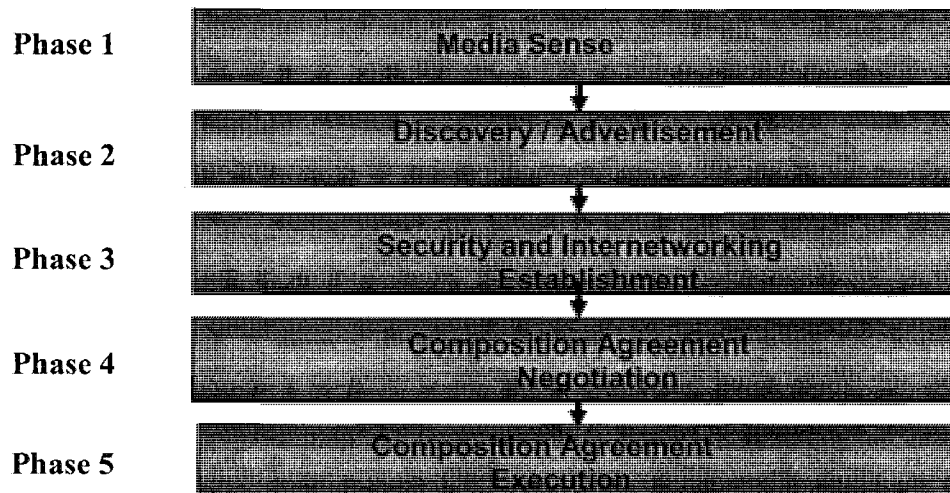 Phase 1
Media Sense
Phase 2
Discovery / Advertisement
Phase 3
Security and Internetworking
Establishment
Phase 4
Composition Agreement
Negotiation
Phase 5
Composition Agreement
Execution